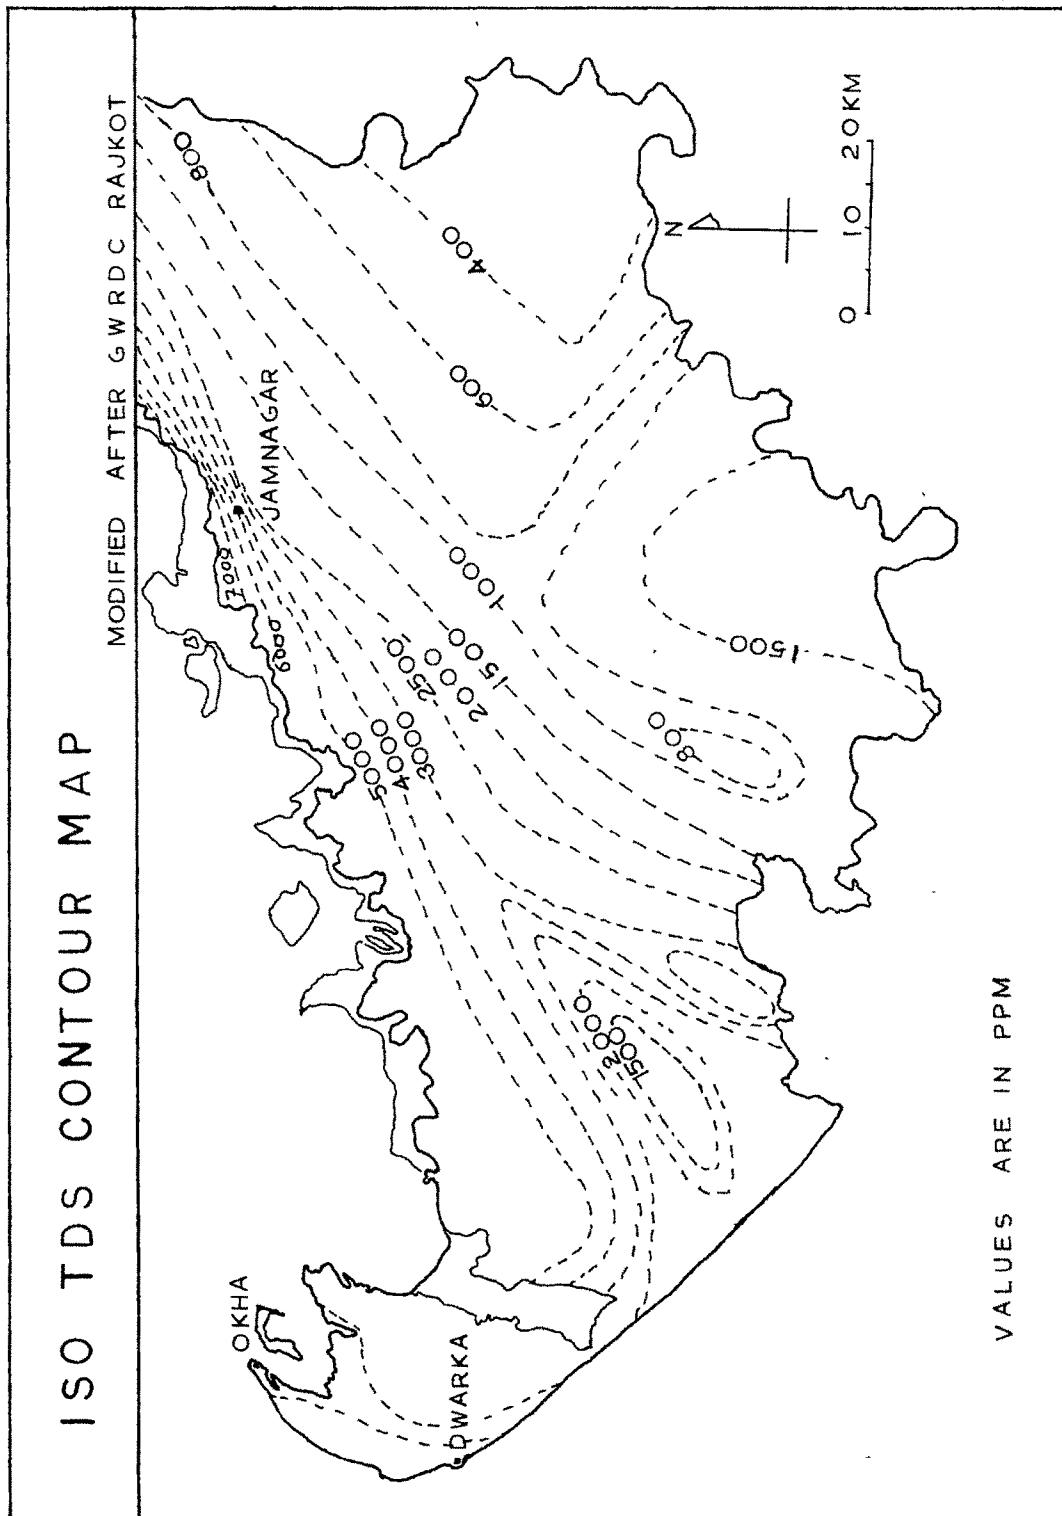 ISO TDS CONTOUR MAP
MODIFIED AFTER GWRDC RAJKOT
OKHA
DWARKA
JAMNAGAR
7000
6000
5000
4000
3000
2500
2000
1500
1000
800
600
400
800
1500
2000
1500
N
0 10 20KM
VALUES ARE IN PPM